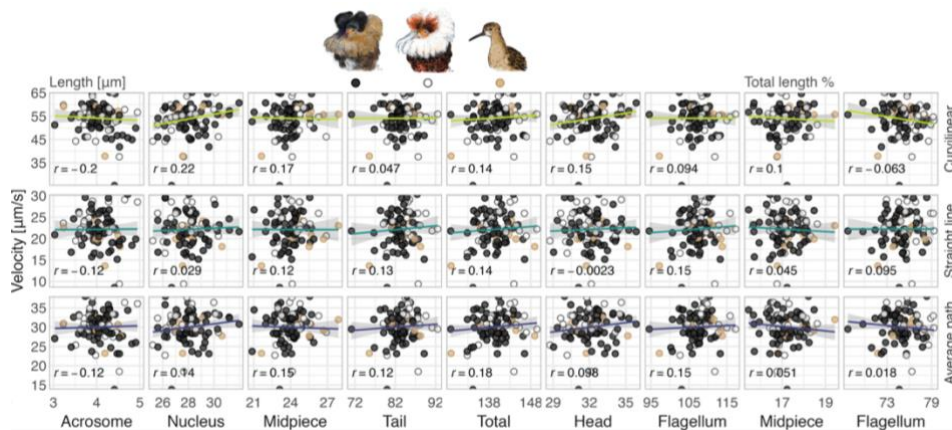 Length [µm] Total length %
65
55
45
35
Curvilinear
r = −0.2 r = 0.22 r = 0.17 r = 0.047 r = 0.14 r = 0.15 r = 0.094 r = 0.1 r = −0.063
Velocity [µm/s]
30
25
20
15
10
Straight line
r = −0.12 r = 0.029 r = 0.12 r = 0.13 r = 0.14 r = −0.0023 r = 0.15 r = 0.045 r = 0.095
35
30
25
20
15
Average path
r = −0.12 r = 0.14 r = 0.15 r = 0.12 r = 0.18 r = 0.098 r = 0.15 r = 0.051 r = 0.018
3 4 5 26 28 30 21 24 27 72 82 92 138 148 29 32 35 95 105 115 17 19 73 79
Acrosome Nucleus Midpiece Tail Total Head Flagellum Midpiece Flagellum